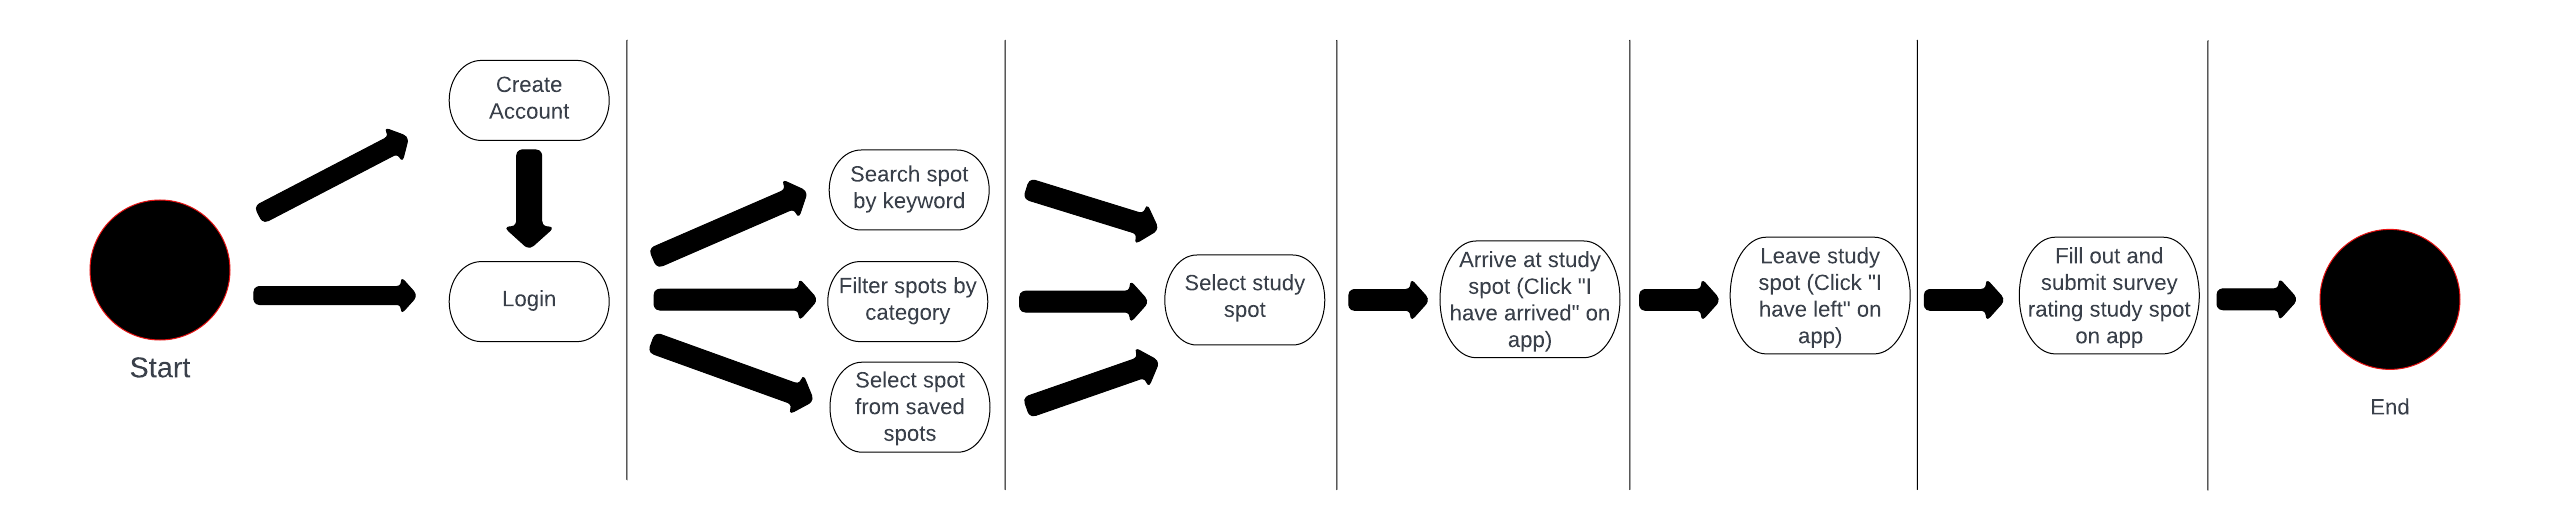 Start
Create
Account
Login
Search spot
by keyword
Filter spots by
category
Select spot
from saved
spots
Select study
spot
Arrive at study
spot (Click "I
have arrived" on
app)
Leave study
spot (Click "I
have left" on
app)
Fill out and
submit survey
rating study spot
on app
End